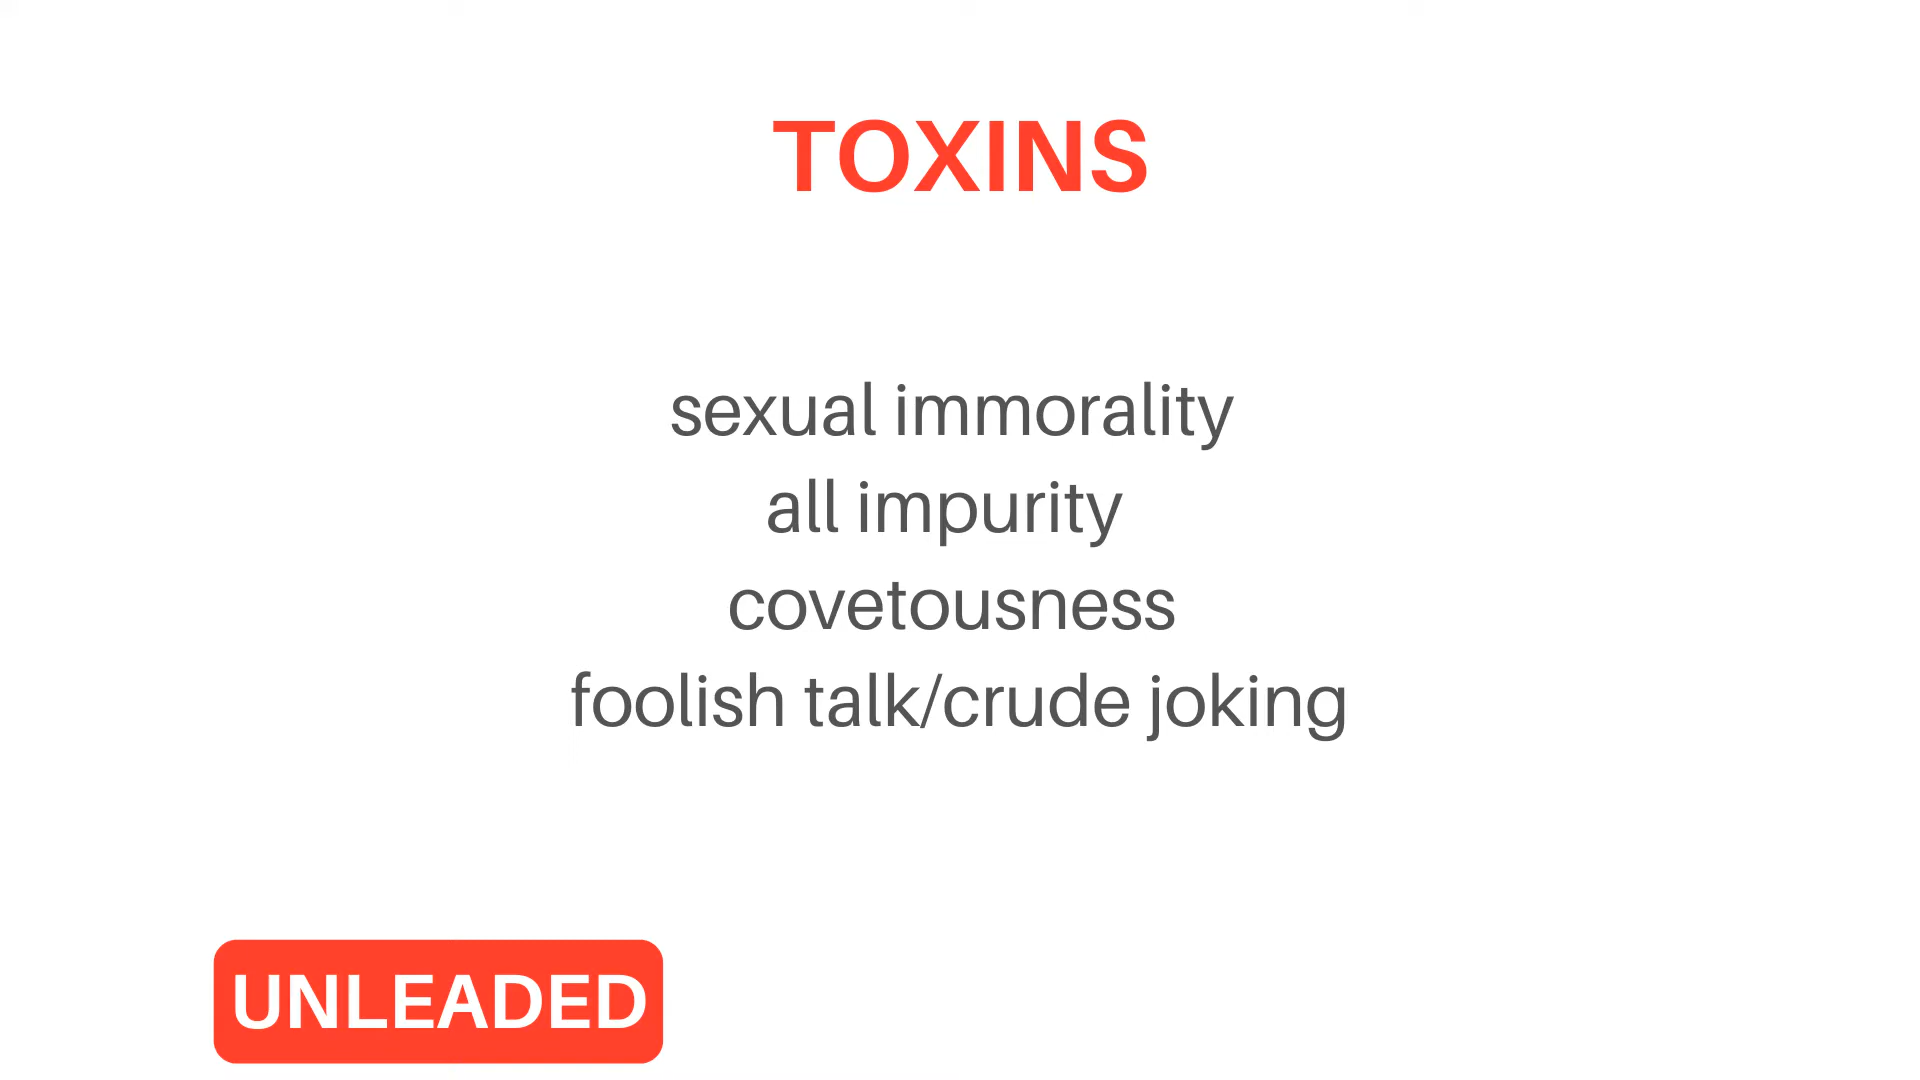 TOXINS
sexual immorality
all impurity
covetousness
foolish talk/crude joking
UNLEADED